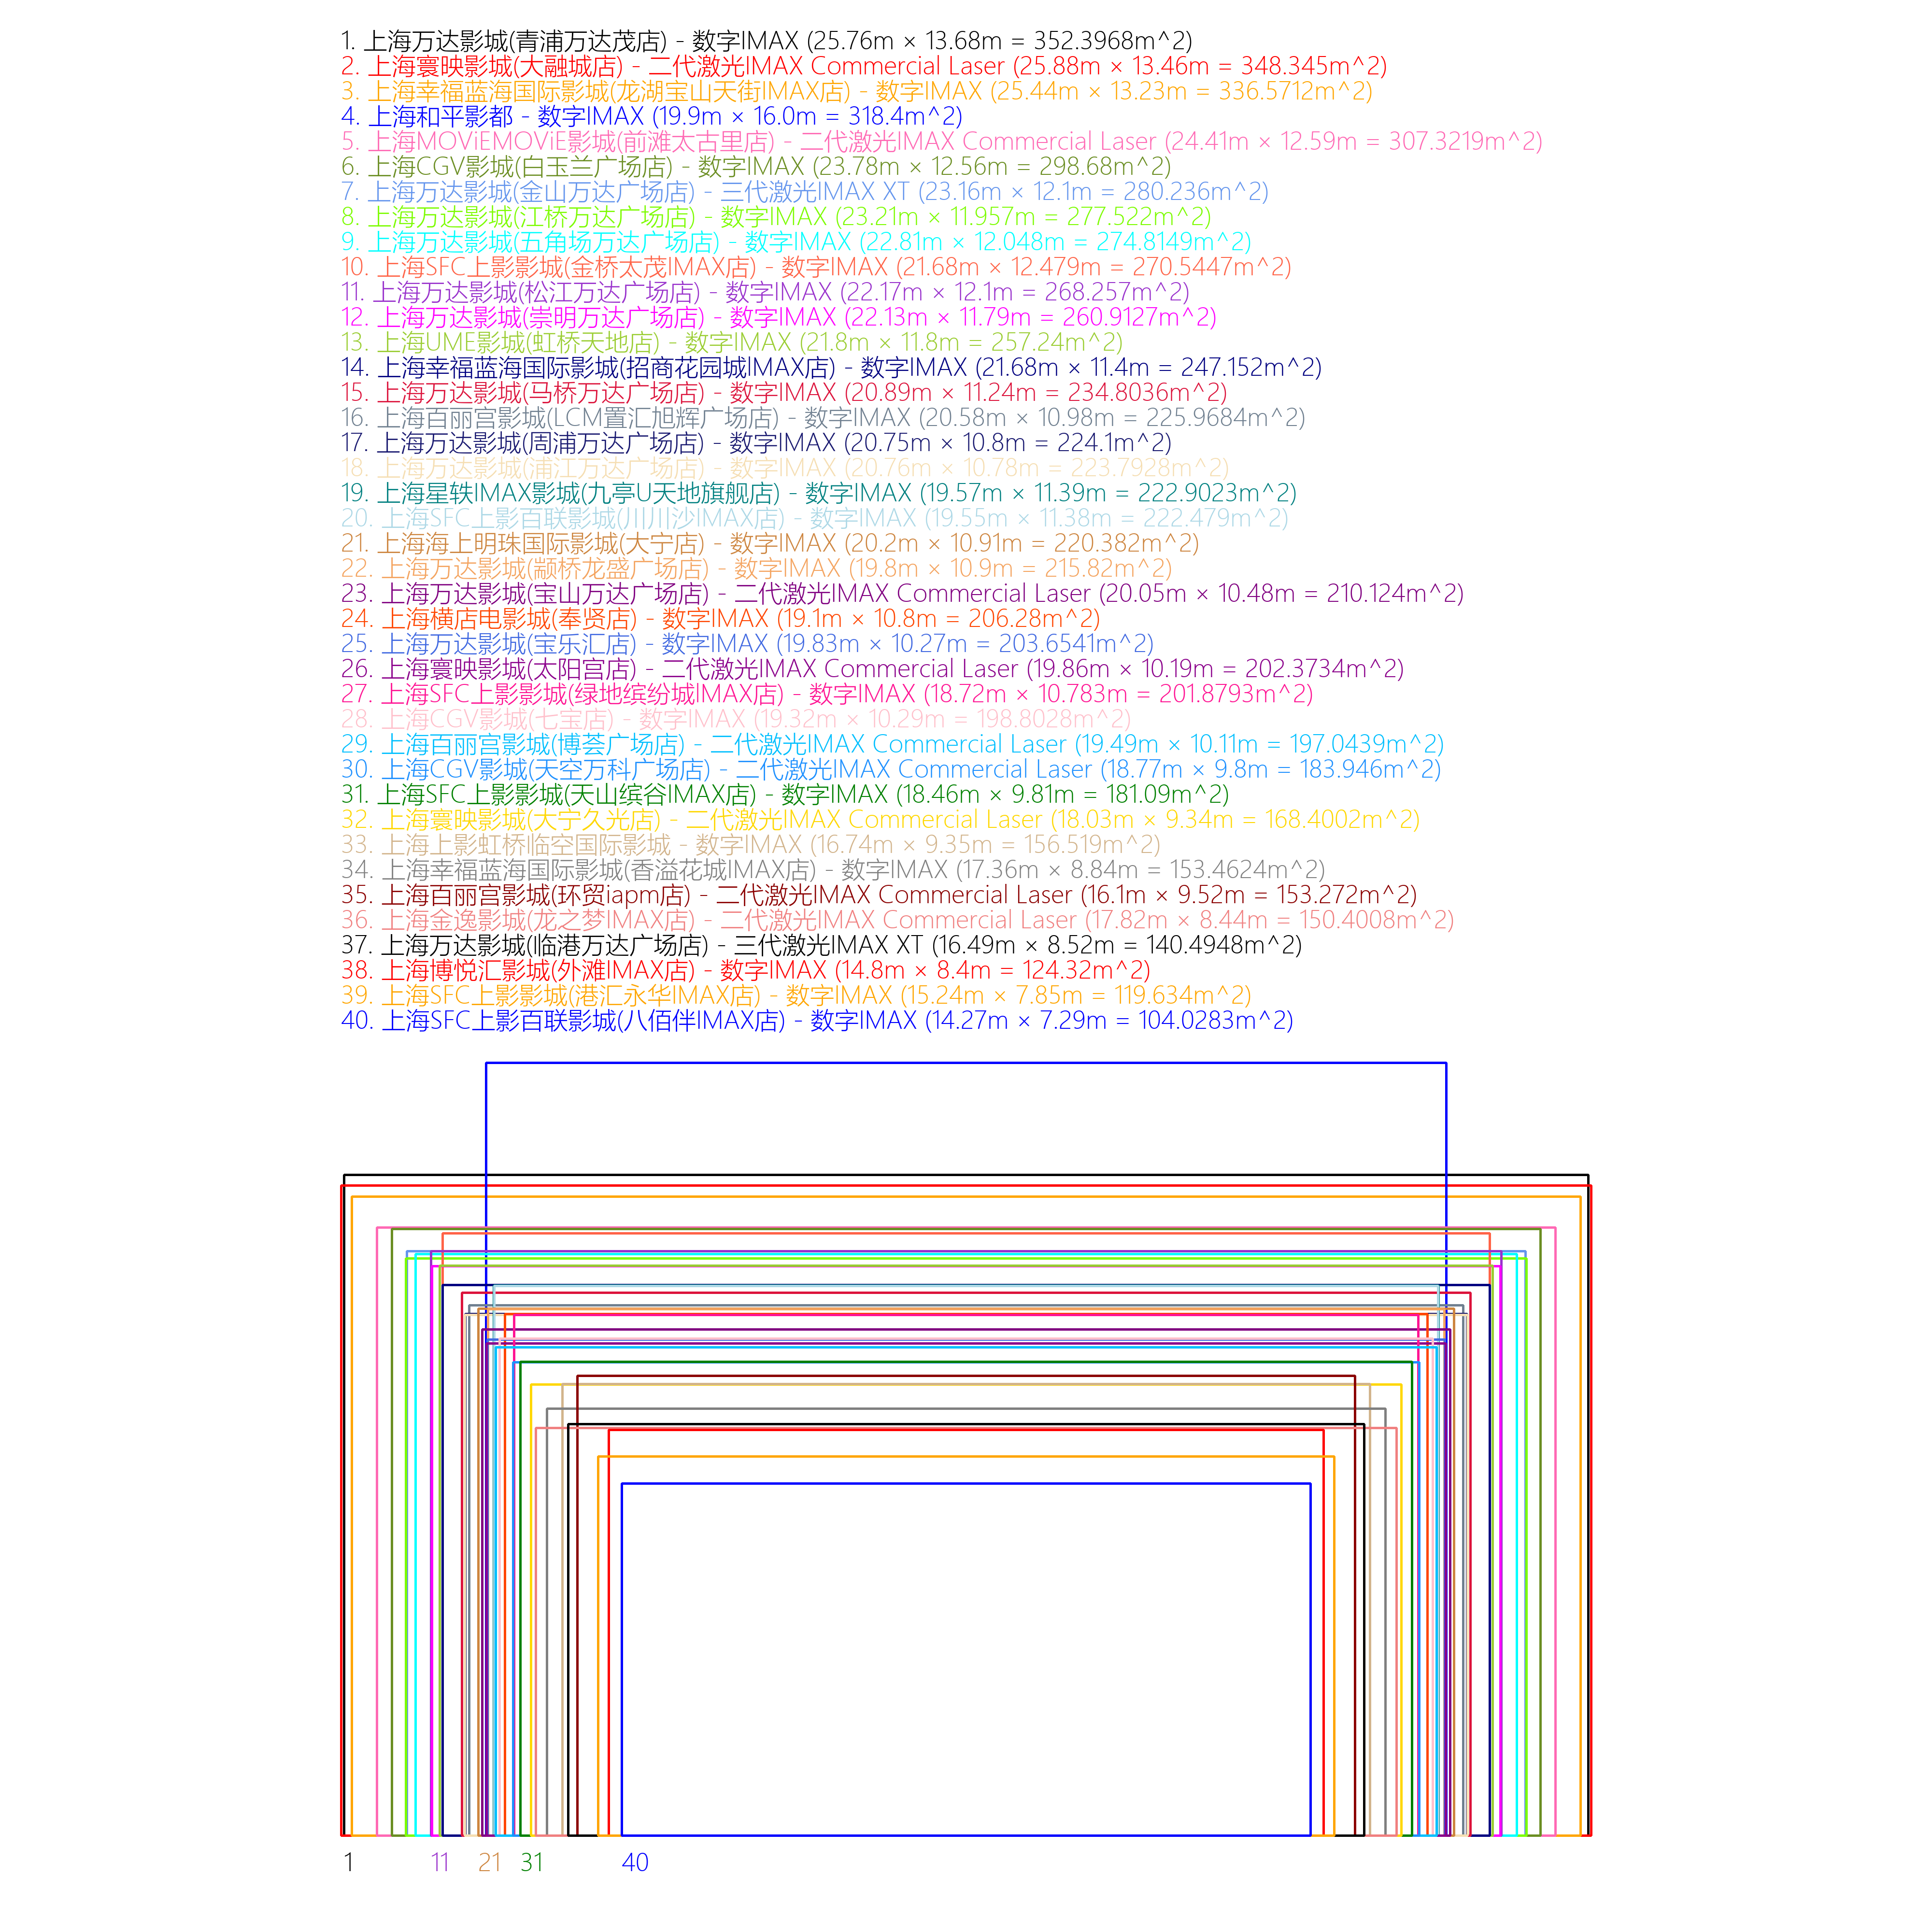 1. 上海万达影城(青浦万达茂店) - 数字IMAX (25.76m × 13.68m = 352.3968m^2)
2. 上海寰映影城(大融城店) - 二代激光IMAX Commercial Laser (25.88m × 13.46m = 348.345m^2)
3. 上海幸福蓝海国际影城(龙湖宝山天街IMAX店) - 数字IMAX (25.44m × 13.23m = 336.5712m^2)
4. 上海和平影都 - 数字IMAX (19.9m × 16.0m = 318.4m^2)
5. 上海MOViEMOViE影城(前滩太古里店) - 二代激光IMAX Commercial Laser (24.41m × 12.59m = 307.3219m^2)
6. 上海CGV影城(白玉兰广场店) - 数字IMAX (23.78m × 12.56m = 298.68m^2)
7. 上海万达影城(金山万达广场店) - 三代激光IMAX XT (23.16m × 12.1m = 280.236m^2)
8. 上海万达影城(江桥万达广场店) - 数字IMAX (23.21m × 11.957m = 277.522m^2)
9. 上海万达影城(五角场万达广场店) - 数字IMAX (22.81m × 12.048m = 274.8149m^2)
10. 上海SFC上影影城(金桥太茂IMAX店) - 数字IMAX (21.68m × 12.479m = 270.5447m^2)
11. 上海万达影城(松江万达广场店) - 数字IMAX (22.17m × 12.1m = 268.257m^2)
12. 上海万达影城(崇明万达广场店) - 数字IMAX (22.13m × 11.79m = 260.9127m^2)
13. 上海UME影城(虹桥天地店) - 数字IMAX (21.8m × 11.8m = 257.24m^2)
14. 上海幸福蓝海国际影城(招商花园城IMAX店) - 数字IMAX (21.68m × 11.4m = 247.152m^2)
15. 上海万达影城(马桥万达广场店) - 数字IMAX (20.89m × 11.24m = 234.8036m^2)
16. 上海百丽宫影城(LCM置汇旭辉广场店) - 数字IMAX (20.58m × 10.98m = 225.9684m^2)
17. 上海万达影城(周浦万达广场店) - 数字IMAX (20.75m × 10.8m = 224.1m^2)
18. 上海万达影城(浦江万达广场店) - 数字IMAX (20.76m × 10.78m = 223.7928m^2)
19. 上海星轶IMAX影城(九亭U天地旗舰店) - 数字IMAX (19.57m × 11.39m = 222.9023m^2)
20. 上海SFC上影百联影城(川川沙IMAX店) - 数字IMAX (19.55m × 11.38m = 222.479m^2)
21. 上海海上明珠国际影城(大宁店) - 数字IMAX (20.2m × 10.91m = 220.382m^2)
22. 上海万达影城(颛桥龙盛广场店) - 数字IMAX (19.8m × 10.9m = 215.82m^2)
23. 上海万达影城(宝山万达广场店) - 二代激光IMAX Commercial Laser (20.05m × 10.48m = 210.124m^2)
24. 上海横店电影城(奉贤店) - 数字IMAX (19.1m × 10.8m = 206.28m^2)
25. 上海万达影城(宝乐汇店) - 数字IMAX (19.83m × 10.27m = 203.6541m^2)
26. 上海寰映影城(太阳宫店) - 二代激光IMAX Commercial Laser (19.86m × 10.19m = 202.3734m^2)
27. 上海SFC上影影城(绿地缤纷城IMAX店) - 数字IMAX (18.72m × 10.783m = 201.8793m^2)
28. 上海CGV影城(七宝店) - 数字IMAX (19.32m × 10.29m = 198.8028m^2)
29. 上海百丽宫影城(博荟广场店) - 二代激光IMAX Commercial Laser (19.49m × 10.11m = 197.0439m^2)
30. 上海CGV影城(天空万科广场店) - 二代激光IMAX Commercial Laser (18.77m × 9.8m = 183.946m^2)
31. 上海SFC上影影城(天山缤谷IMAX店) - 数字IMAX (18.46m × 9.81m = 181.09m^2)
32. 上海寰映影城(大宁久光店) - 二代激光IMAX Commercial Laser (18.03m × 9.34m = 168.4002m^2)
33. 上海上影虹桥临空国际影城 - 数字IMAX (16.74m × 9.35m = 156.519m^2)
34. 上海幸福蓝海国际影城(香溢花城IMAX店) - 数字IMAX (17.36m × 8.84m = 153.4624m^2)
35. 上海百丽宫影城(环贸iapm店) - 二代激光IMAX Commercial Laser (16.1m × 9.52m = 153.272m^2)
36. 上海金逸影城(龙之梦IMAX店) - 二代激光IMAX Commercial Laser (17.82m × 8.44m = 150.4008m^2)
37. 上海万达影城(临港万达广场店) - 三代激光IMAX XT (16.49m × 8.52m = 140.4948m^2)
38. 上海博悦汇影城(外滩IMAX店) - 数字IMAX (14.8m × 8.4m = 124.32m^2)
39. 上海SFC上影影城(港汇永华IMAX店) - 数字IMAX (15.24m × 7.85m = 119.634m^2)
40. 上海SFC上影百联影城(八佰伴IMAX店) - 数字IMAX (14.27m × 7.29m = 104.0283m^2)
1 11 21 31 40